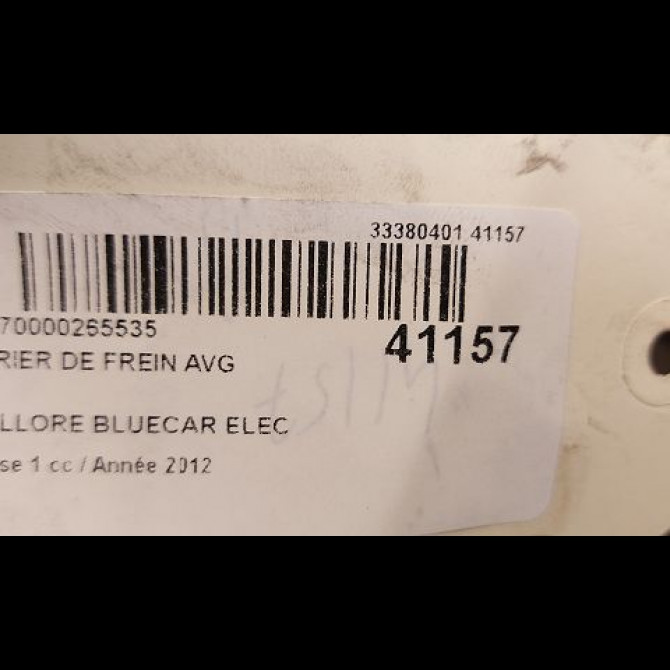 33380401 41157
70000265535
41157
RIER DE FREIN AVG
LLORE BLUECAR ELEC
se 1 cc / Année 2012